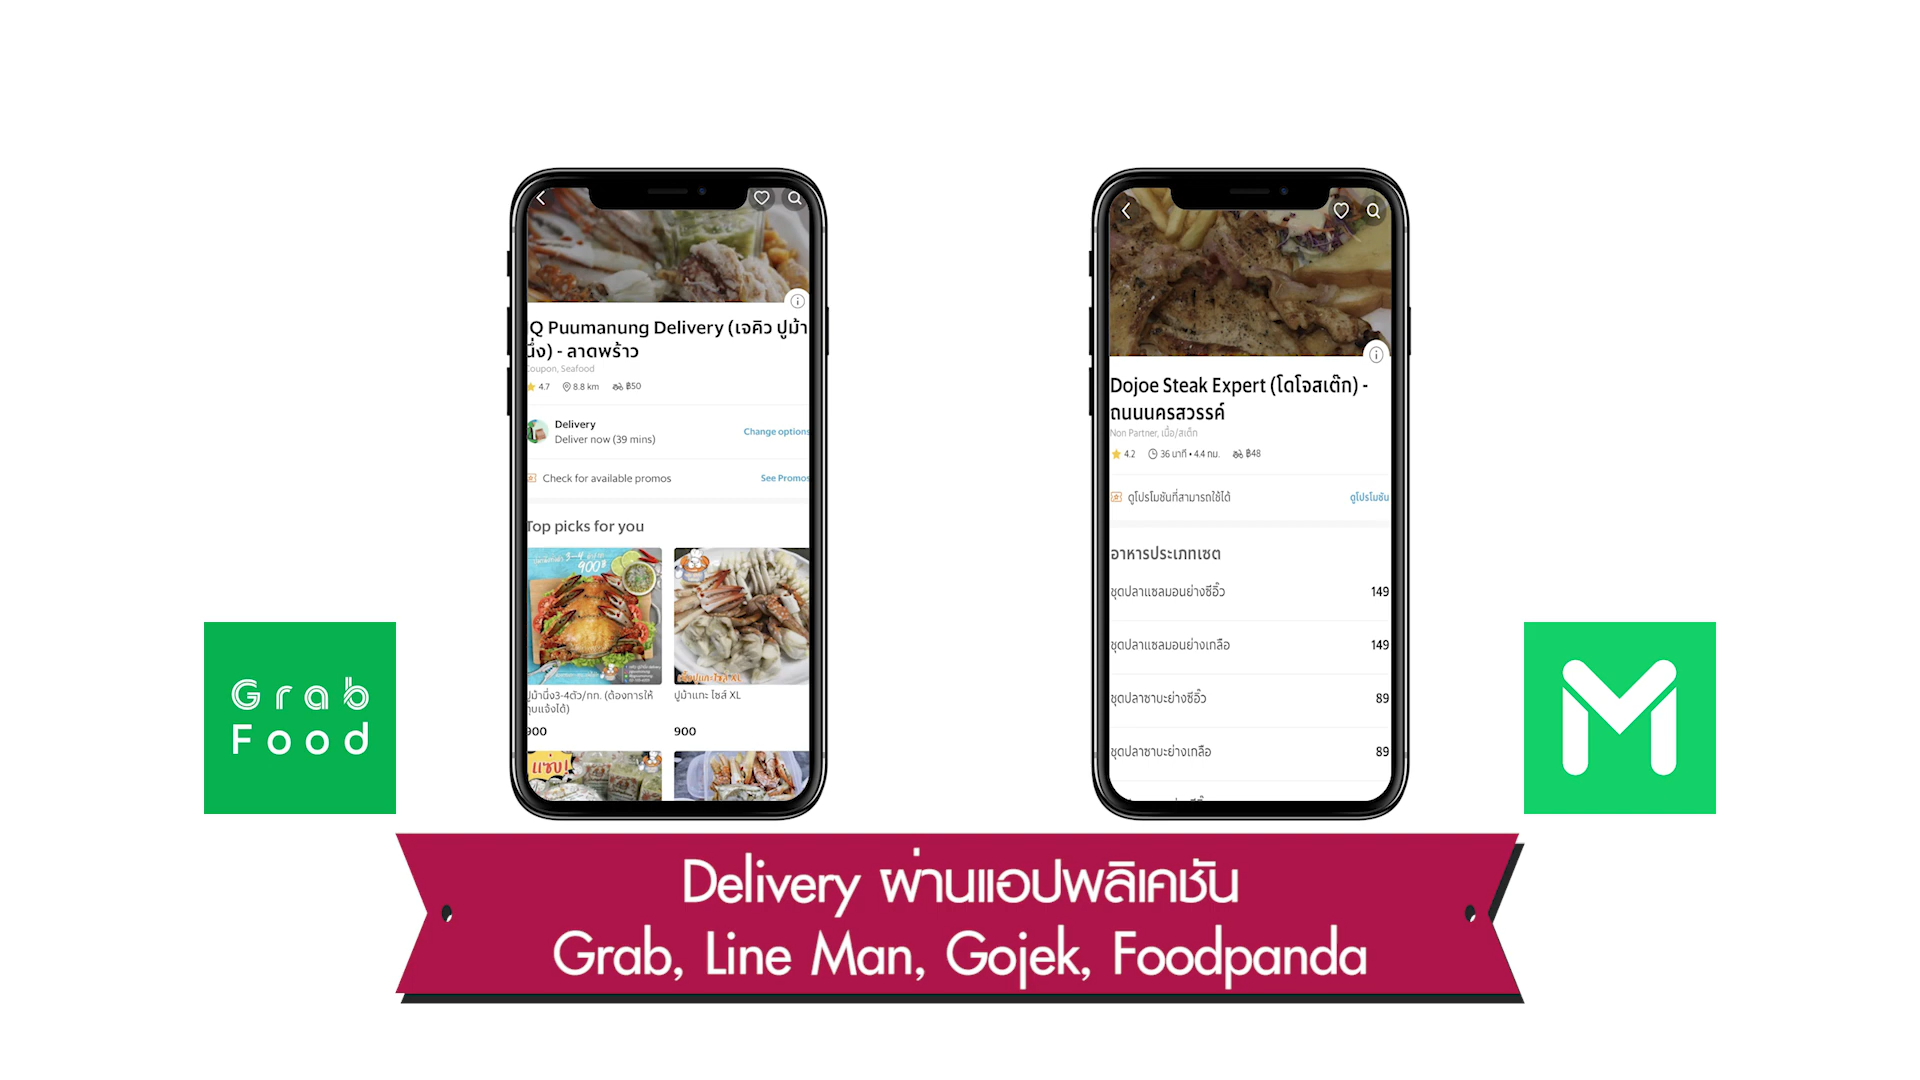 Q Puumanung Delivery (เจคิว ปูม้า
นึ่ง) - ลาดพร้าว
Coupon, Seafood
4.7 8.8 km ฿50
Delivery
Deliver now (39 mins)
Change options
Check for available promos
See Promos
Top picks for you
3-4
900฿
ปูม้านึ่ง3-4ตัว/กก. (ต้องการให้
ทุบแจ้งได้)
900
ปูม้าแกะ ไซส์ XL
900
แซ่บ!
Dojoe Steak Expert (โดโจสเต๊ก) -
ถนนนครสวรรค์
Non Partner, เนื้อ/สเต็ก
4.2 36 นาที • 4.4 กม. ฿48
ดูโปรโมชันที่สามารถใช้ได้
ดูโปรโมชัน
อาหารประเภทเซต
ชุดปลาแซลมอนย่างซีอิ๊ว 149
ชุดปลาแซลมอนย่างเกลือ 149
ชุดปลาซาบะย่างซีอิ๊ว 89
ชุดปลาซาบะย่างเกลือ 89
Grab
Food
Delivery ผ่านแอปพลิเคชัน
Grab, Line Man, Gojek, Foodpanda